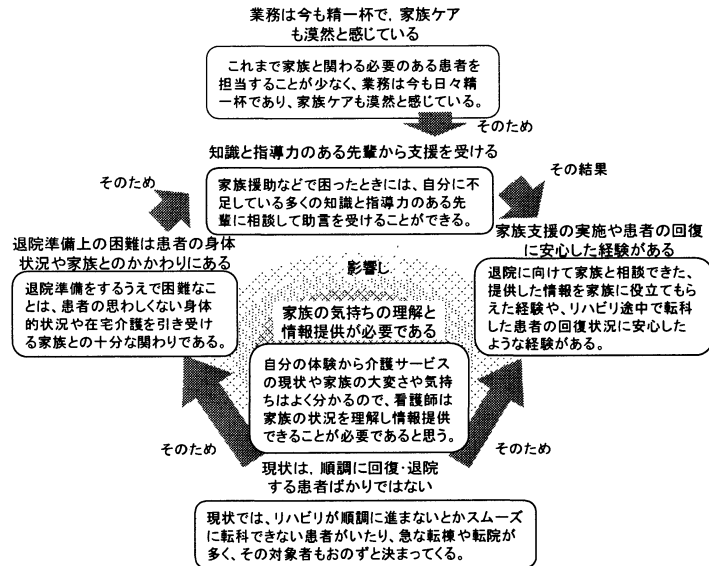 業務は今も精一杯で，家族ケア
も漠然と感じている
これまで家族と関わる必要のある患者を
担当することが少なく、業務は今も日々精
一杯であり、家族ケアも漠然と感じている。
そのため
知識と指導力のある先輩から支援を受ける
家族援助などで困ったときには、自分に不
足している多くの知識と指導力のある先
輩に相談して助言を受けることができる。
そのため
その結果
退院準備上の困難は患者の身体
状況や家族とのかかわりにある
退院準備をするうえで困難なこ
とは、患者の思わしくない身体
的状況や在宅介護を引き受け
る家族との十分な関わりである。
家族支援の実施や患者の回復
に安心した経験がある
退院に向けて家族と相談できた、
提供した情報を家族に役立てもら
えた経験や、リハビリ途中で転科
した患者の回復状況に安心した
ような経験がある。
影響し
家族の気持ちの理解と
情報提供が必要である
自分の体験から介護サービス
の現状や家族の大変さや気持
ちはよく分かるので、看護師は
家族の状況を理解し情報提供
できることが必要であると思う。
そのため
そのため
現状は，順調に回復・退院
する患者ばかりではない
現状では、リハビリが順調に進まないとかスムーズ
に転科できない患者がいたり、急な転棟や転院が
多く、その対象者もおのずと決まってくる。